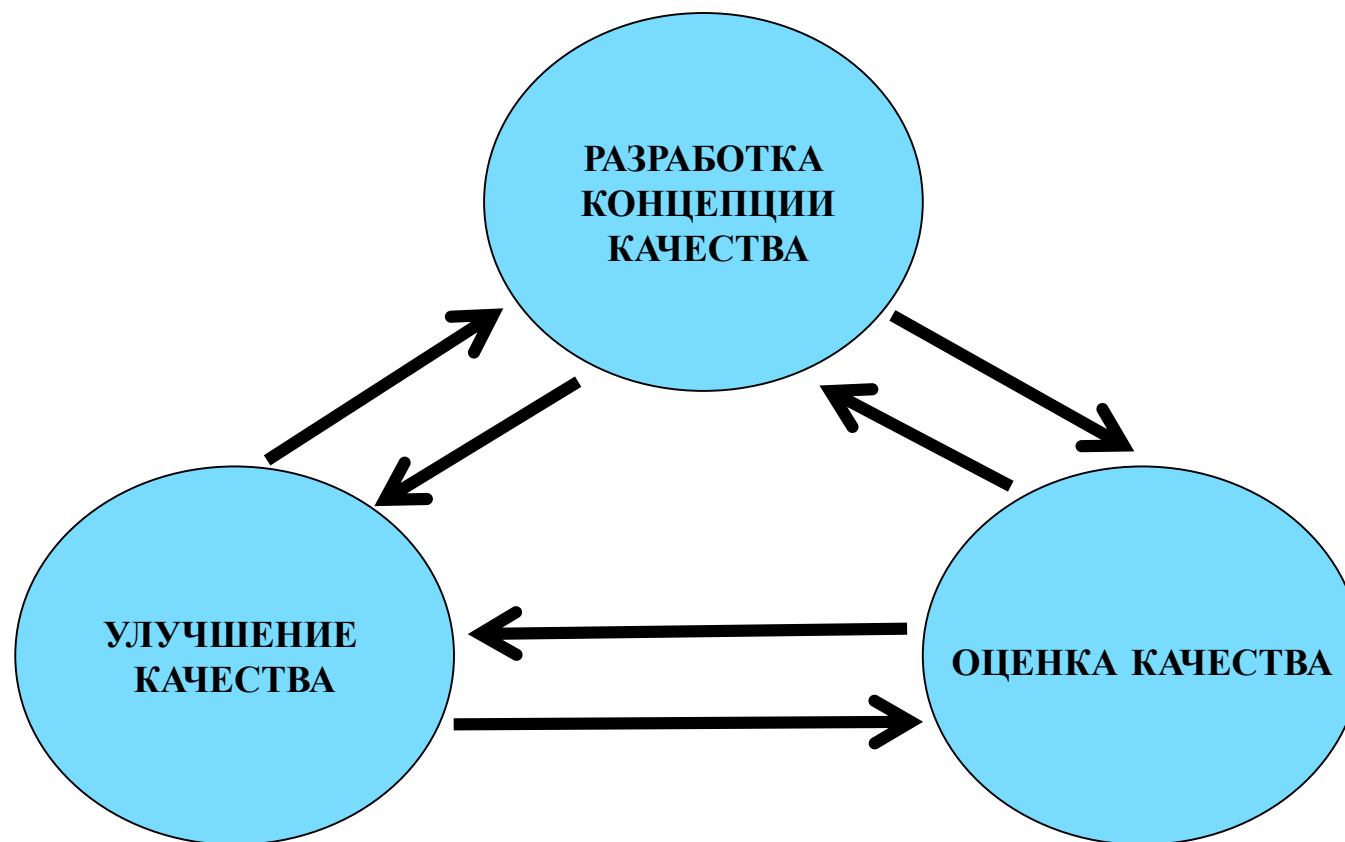 РАЗРАБОТКА
КОНЦЕПЦИИ
КАЧЕСТВА
УЛУЧШЕНИЕ
КАЧЕСТВА
ОЦЕНКА КАЧЕСТВА